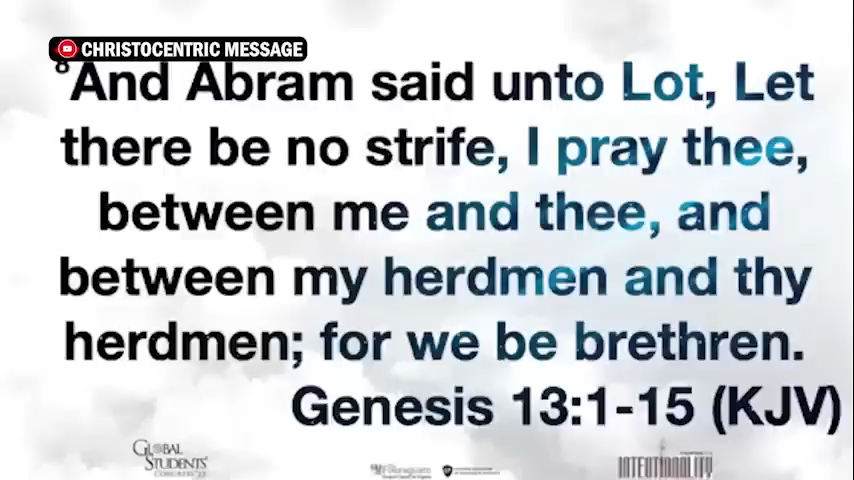 CHRISTOCENTRIC MESSAGE
8And Abram said unto Lot, Let
there be no strife, I pray thee,
between me and thee, and
between my herdmen and thy
herdmen; for we be brethren.
Genesis 13:1-15 (KJV)
GLOBAL
STUDENTS'
INTENTIONALITY